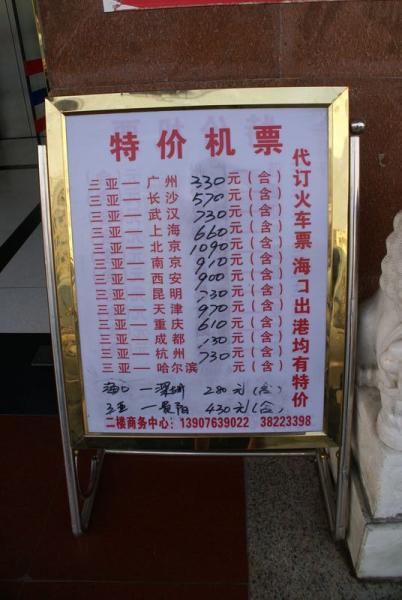 特价机票
三亚——广州 330元(含)
三亚——长沙 570元(含)
三亚——武汉 730元(含)
三亚——上海 660元(含)
三亚——北京 1090元(含)
三亚——南京 910元(含)
三亚——西安 900元(含)
三亚——昆明 元(含)
三亚——天津 970元(含)
三亚——重庆 610元(含)
三亚——成都 元(含)
三亚——杭州 730元(含)
三亚——哈尔滨 元(含)
海口—深圳 280元(含)
三亚—贵阳 430元(含)
代订火车票 海口出港均有特价
二楼商务中心：13907639022 38223398